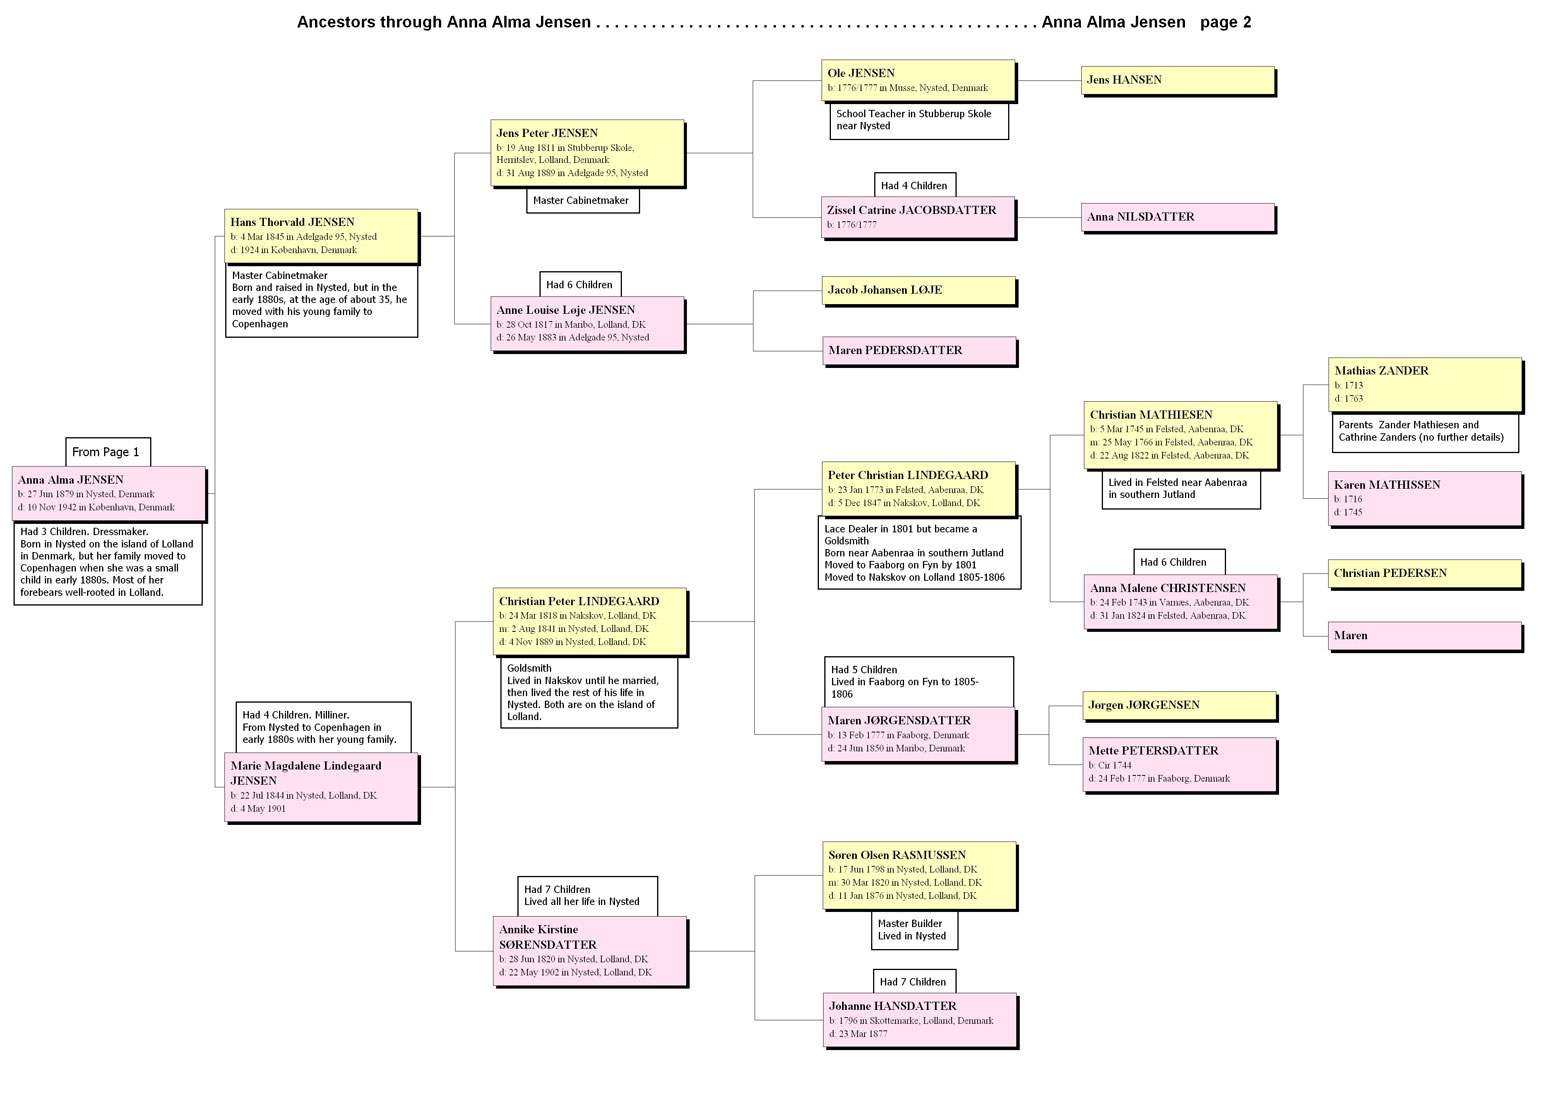 Ancestors through Anna Alma Jensen . . . . . . . . . . . . . . . . . . . . . . . . . . . . . . . . . . . . . . . . . . . . . . . . Anna Alma Jensen page 2
From Page 1
Anna Alma JENSEN
b: 27 Jun 1879 in Nysted, Denmark
d: 10 Nov 1942 in København, Denmark
Had 3 Children. Dressmaker.
Born in Nysted on the island of Lolland
in Denmark, but her family moved to
Copenhagen when she was a small
child in early 1880s. Most of her
forebears well-rooted in Lolland.
Hans Thorvald JENSEN
b: 4 Mar 1845 in Adelgade 95, Nysted
d: 1924 in København, Denmark
Master Cabinetmaker
Born and raised in Nysted, but in the
early 1880s, at the age of about 35, he
moved with his young family to
Copenhagen
Had 4 Children. Milliner.
From Nysted to Copenhagen in
early 1880s with her young family.
Marie Magdalene Lindegaard
JENSEN
b: 22 Jul 1844 in Nysted, Lolland, DK
d: 4 May 1901
Jens Peter JENSEN
b: 19 Aug 1811 in Stubberup Skole,
Herritslev, Lolland, Denmark
d: 31 Aug 1889 in Adelgade 95, Nysted
Master Cabinetmaker
Had 6 Children
Anne Louise Løje JENSEN
b: 28 Oct 1817 in Maribo, Lolland, DK
d: 26 May 1883 in Adelgade 95, Nysted
Christian Peter LINDEGAARD
b: 24 Mar 1818 in Nakskov, Lolland, DK
m: 2 Aug 1841 in Nysted, Lolland, DK
d: 4 Nov 1889 in Nysted, Lolland, DK
Goldsmith
Lived in Nakskov until he married,
then lived the rest of his life in
Nysted. Both are on the island of
Lolland.
Had 7 Children
Lived all her life in Nysted
Annike Kirstine
SØRENSDATTER
b: 28 Jun 1820 in Nysted, Lolland, DK
d: 22 May 1902 in Nysted, Lolland, DK
Ole JENSEN
b: 1776/1777 in Musse, Nysted, Denmark
School Teacher in Stubberup Skole
near Nysted
Had 4 Children
Zissel Catrine JACOBSDATTER
b: 1776/1777
Jacob Johansen LØJE
Maren PEDERSDATTER
Peter Christian LINDEGAARD
b: 23 Jan 1773 in Felsted, Aabenraa, DK
d: 5 Dec 1847 in Nakskov, Lolland, DK
Lace Dealer in 1801 but became a
Goldsmith
Born near Aabenraa in southern Jutland
Moved to Faaborg on Fyn by 1801
Moved to Nakskov on Lolland 1805-1806
Had 5 Children
Lived in Faaborg on Fyn to 1805-
1806
Maren JØRGENSDATTER
b: 13 Feb 1777 in Faaborg, Denmark
d: 24 Jun 1850 in Maribo, Denmark
Søren Olsen RASMUSSEN
b: 17 Jun 1798 in Nysted, Lolland, DK
m: 30 Mar 1820 in Nysted, Lolland, DK
d: 11 Jan 1876 in Nysted, Lolland, DK
Master Builder
Lived in Nysted
Had 7 Children
Johanne HANSDATTER
b: 1796 in Skottemarke, Lolland, Denmark
d: 23 Mar 1877
Jens HANSEN
Anna NILSDATTER
Christian MATHIESEN
b: 5 Mar 1745 in Felsted, Aabenraa, DK
m: 25 May 1766 in Felsted, Aabenraa, DK
d: 22 Aug 1822 in Felsted, Aabenraa, DK
Lived in Felsted near Aabenraa
in southern Jutland
Had 6 Children
Anna Malene CHRISTENSEN
b: 24 Feb 1743 in Varnæs, Aabenraa, DK
d: 31 Jan 1824 in Felsted, Aabenraa, DK
Jørgen JØRGENSEN
Mette PETERSDATTER
b: Cir 1744
d: 24 Feb 1777 in Faaborg, Denmark
Mathias ZANDER
b: 1713
d: 1763
Parents Zander Mathiesen and
Cathrine Zanders (no further details)
Karen MATHISSEN
b: 1716
d: 1745
Christian PEDERSEN
Maren